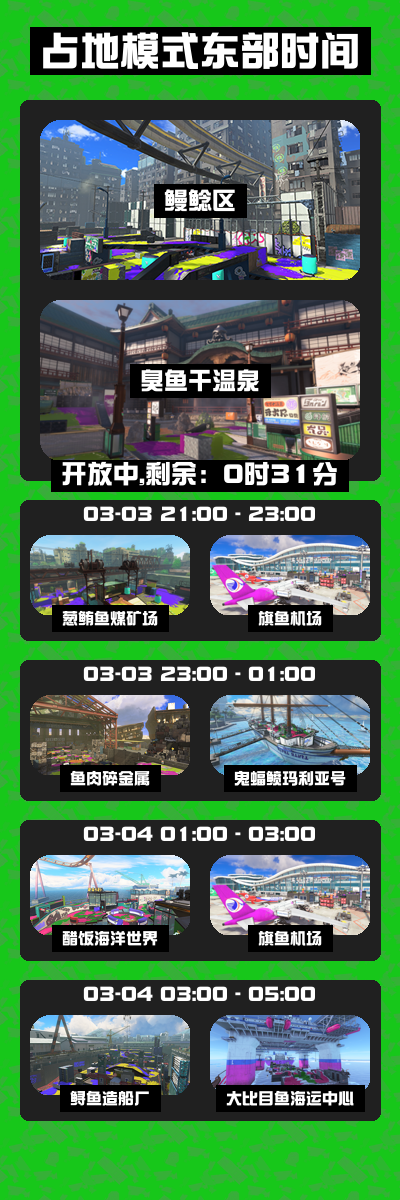 占地模式东部时间
鳗鲶区
臭鱼干温泉
开放中,剩余：0时31分
03-03 21:00 - 23:00
葱鲔鱼煤矿场
旗鱼机场
03-03 23:00 - 01:00
鱼肉碎金属
鬼蝠鲼玛利亚号
03-04 01:00 - 03:00
醋饭海洋世界
旗鱼机场
03-04 03:00 - 05:00
鲟鱼造船厂
大比目鱼海运中心